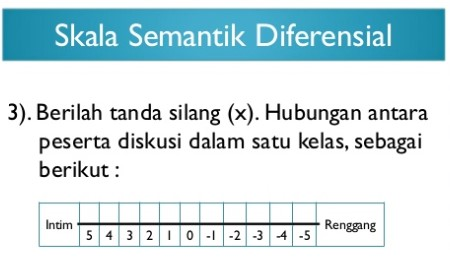 Skala Semantik Diferensial
3). Berilah tanda silang (x). Hubungan antara
peserta diskusi dalam satu kelas, sebagai
berikut :
Intim 5 4 3 2 1 0 -1 -2 -3 -4 -5 Renggang